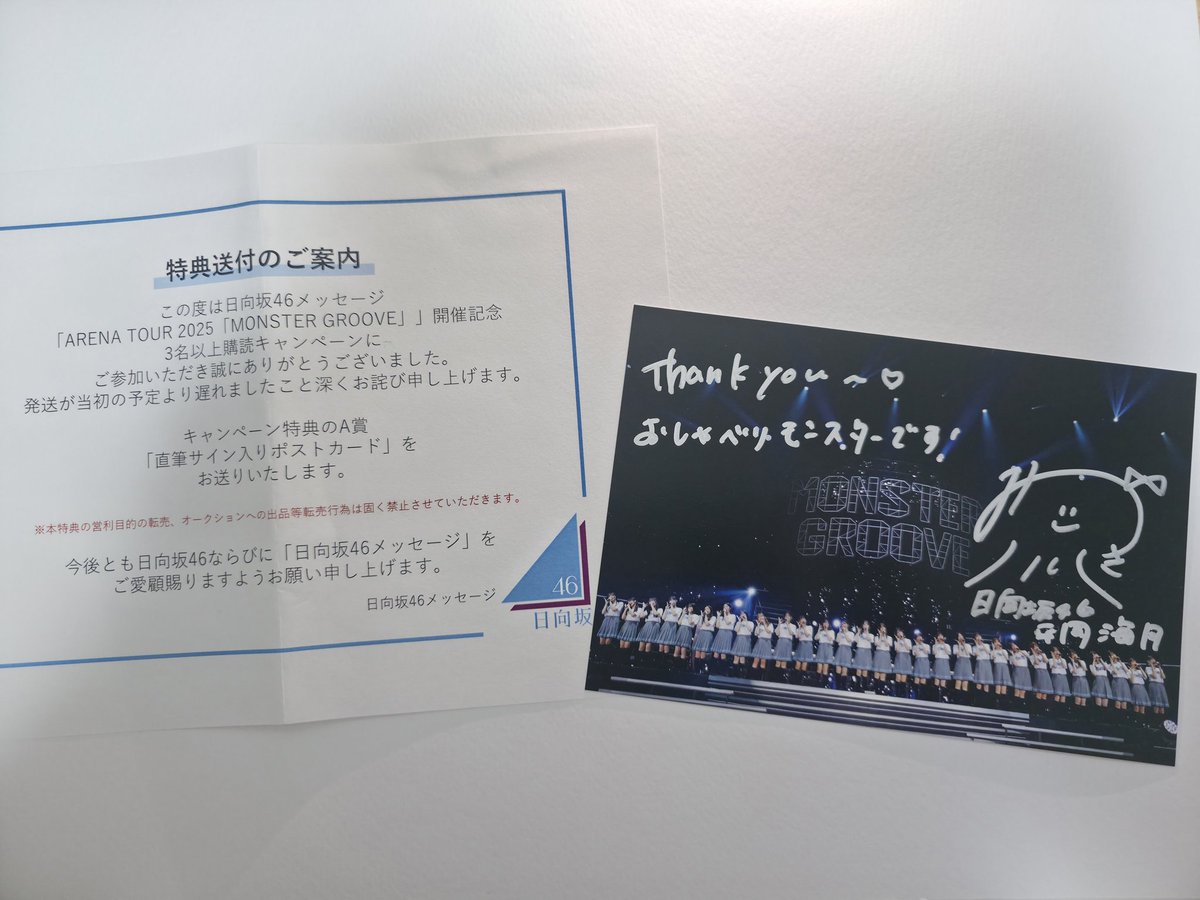 特典送付のご案内
この度は日向坂46メッセージ
「ARENA TOUR 2025「MONSTER GROOVE」」開催記念
3名以上購読キャンペーンに
ご参加いただき誠にありがとうございました。
発送が当初の予定より遅れましたこと深くお詫び申し上げます。
キャンペーン特典のA賞
「直筆サイン入りポストカード」を
お送りいたします。
※本特典の営利目的の転売、オークションへの出品等転売行為は固く禁止させていただきます。
今後とも日向坂46ならびに「日向坂46メッセージ」を
ご愛顧賜りますようお願い申し上げます。
日向坂46メッセージ
46
日向坂
Thank you〜♡
おしゃべりモンスターです!
MONSTER
GROOVE
日向坂46
平岡海月